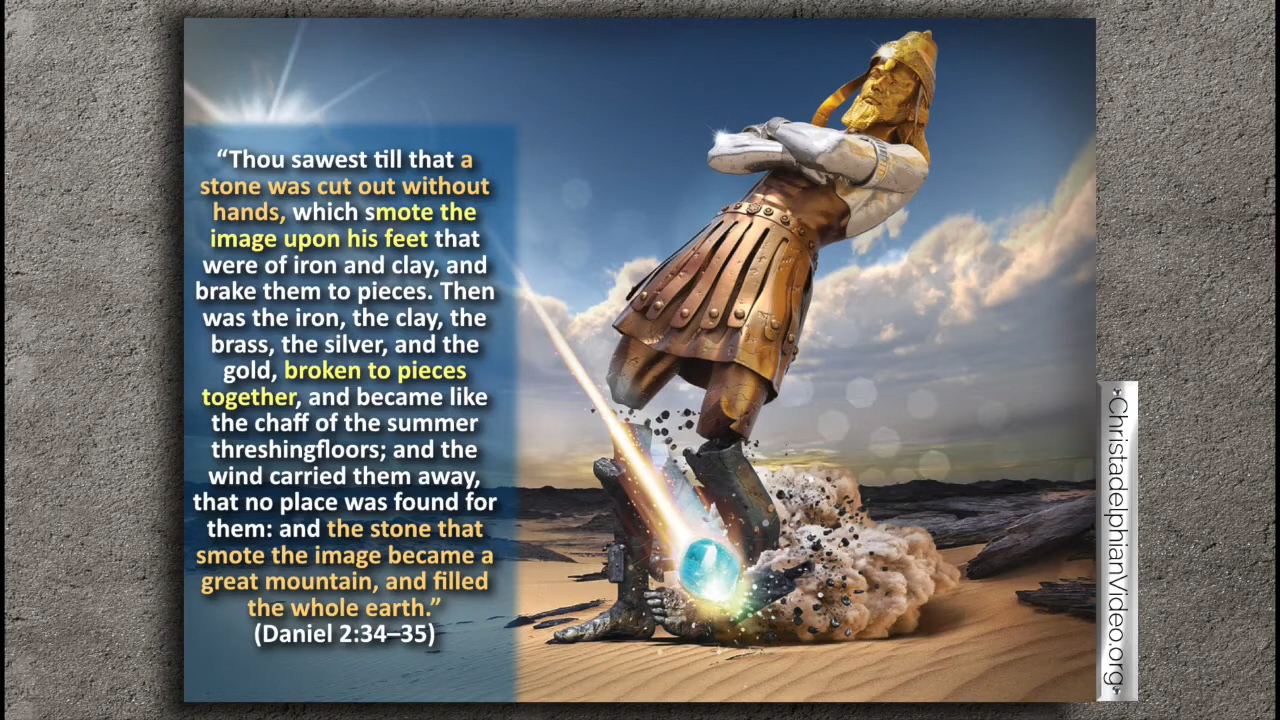 “Thou sawest till that a
stone was cut out without
hands, which smote the
image upon his feet that
were of iron and clay, and
brake them to pieces. Then
was the iron, the clay, the
brass, the silver, and the
gold, broken to pieces
together, and became like
the chaff of the summer
threshingfloors; and the
wind carried them away,
that no place was found for
them: and the stone that
smote the image became a
great mountain, and filled
the whole earth.”
(Daniel 2:34–35)
•ChristadelphianVideo.org•